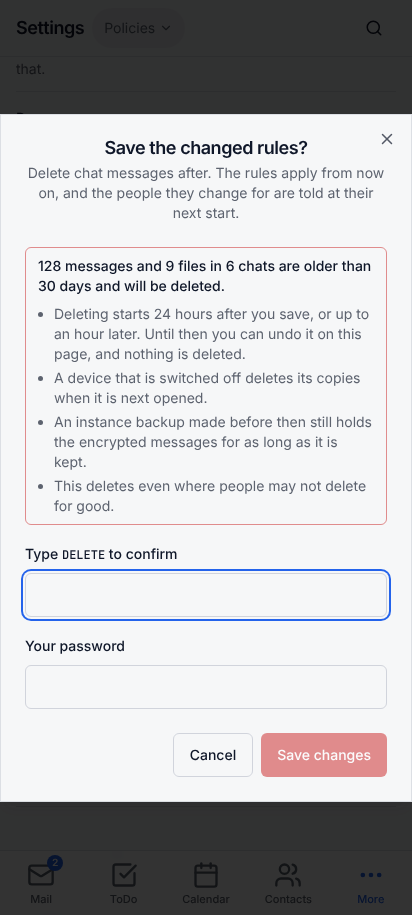 Settings
Policies
that.
Save the changed rules?
Delete chat messages after. The rules apply from now
on, and the people they change for are told at their
next start.
128 messages and 9 files in 6 chats are older than
30 days and will be deleted.
Deleting starts 24 hours after you save, or up to
an hour later. Until then you can undo it on this
page, and nothing is deleted.
A device that is switched off deletes its copies
when it is next opened.
An instance backup made before then still holds
the encrypted messages for as long as it is
kept.
This deletes even where people may not delete
for good.
Type DELETE to confirm
Your password
Cancel
Save changes
2
Mail
ToDo
Calendar
Contacts
More